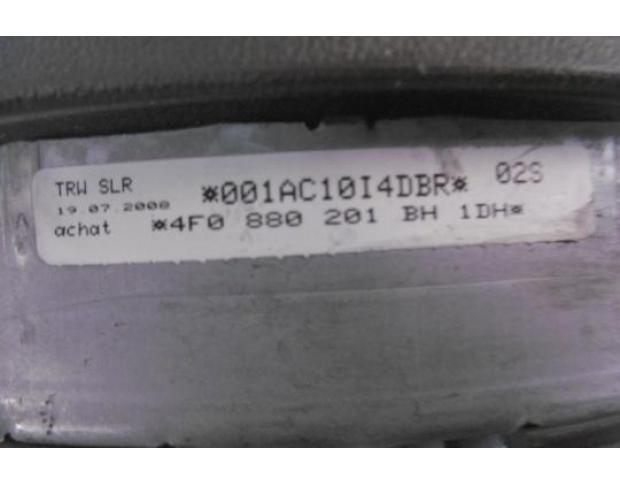 TRW SLR *001AC10I4DBR* 02S
19.07.2008
achat *4F0 880 201 BH 1DH*